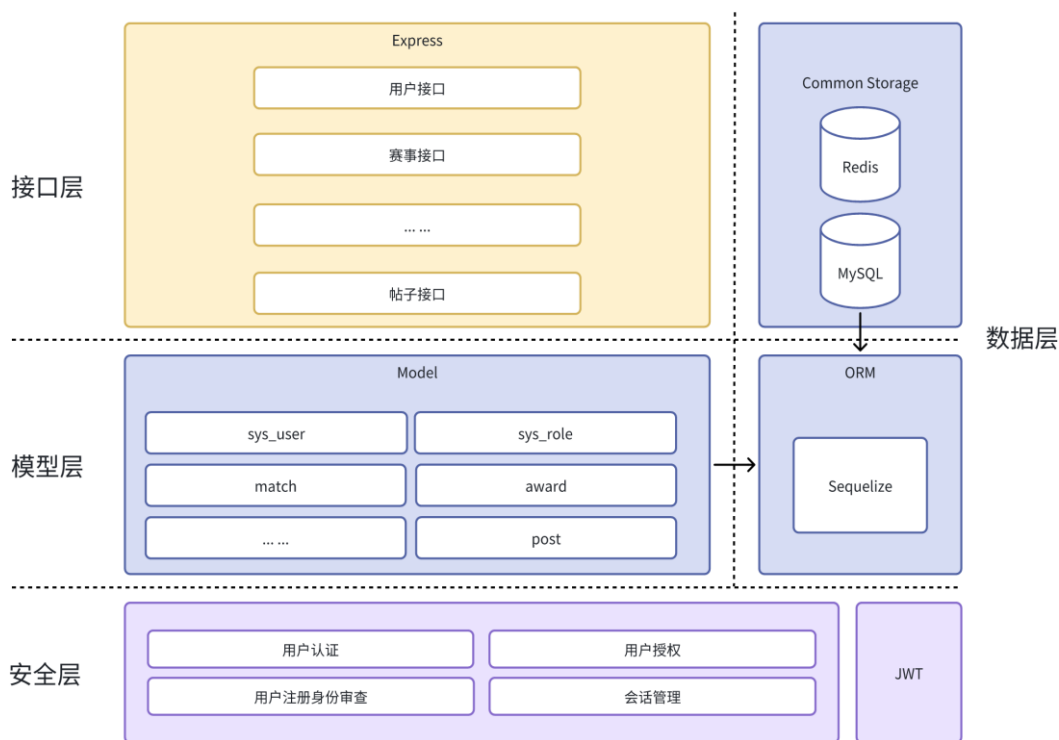 接口层
Express
用户接口
赛事接口
... ...
帖子接口
Common Storage
Redis
MySQL
数据层
模型层
Model
sys_user
sys_role
match
award
... ...
post
ORM
Sequelize
安全层
用户认证
用户授权
用户注册身份审查
会话管理
JWT